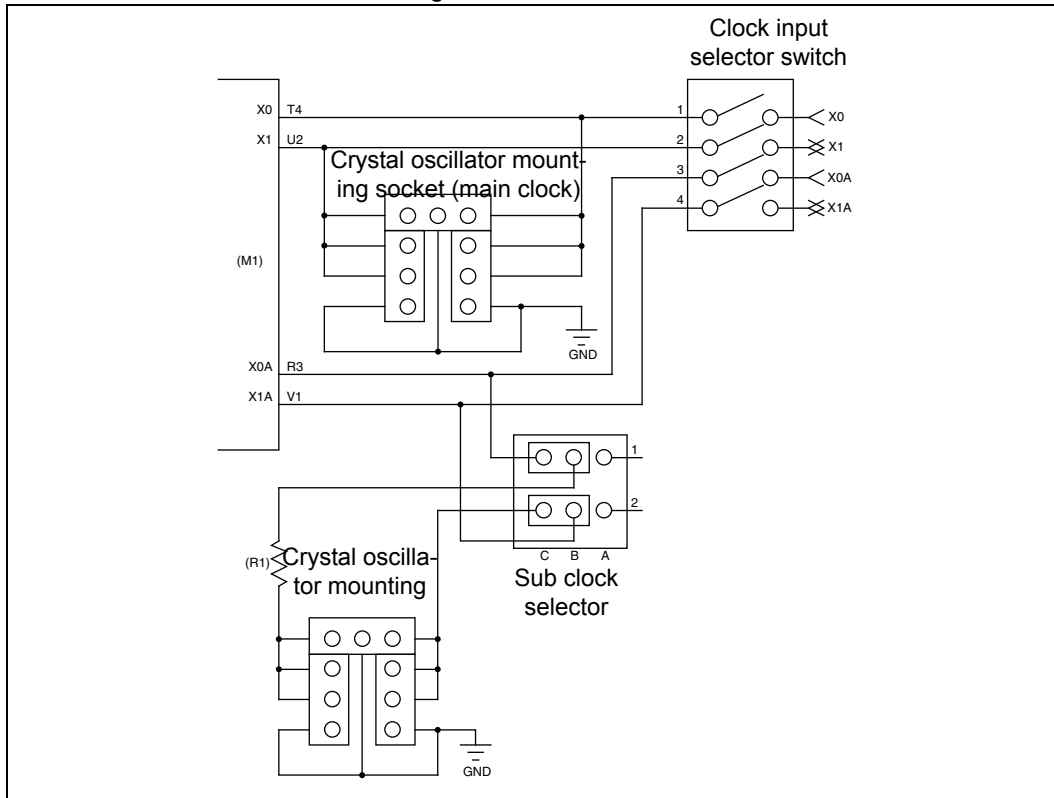 Clock input
selector switch
X0 T4
X1 U2
1
2
3
4
X0
X1
X0A
X1A
Crystal oscillator mount-
ing socket (main clock)
(M1)
GND
X0A R3
X1A V1
1
2
C B A
Sub clock
selector
(R1)
Crystal oscilla-
tor mounting
GND